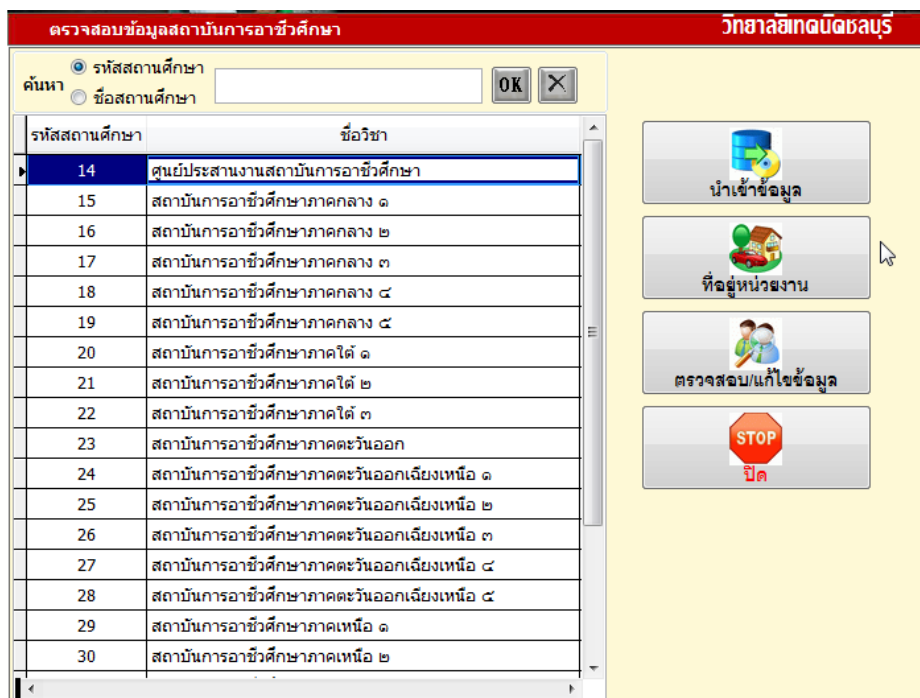 ตรวจสอบข้อมูลสถาบันการอาชีวศึกษา
วิทยาลัยเทคนิคชลบุรี
ค้นหา
รหัสสถานศึกษา
ชื่อสถานศึกษา
OK
รหัสสถานศึกษา ชื่อวิชา
14 ศูนย์ประสานงานสถาบันการอาชีวศึกษา
15 สถาบันการอาชีวศึกษาภาคกลาง ๑
16 สถาบันการอาชีวศึกษาภาคกลาง ๒
17 สถาบันการอาชีวศึกษาภาคกลาง ๓
18 สถาบันการอาชีวศึกษาภาคกลาง ๔
19 สถาบันการอาชีวศึกษาภาคกลาง ๕
20 สถาบันการอาชีวศึกษาภาคใต้ ๑
21 สถาบันการอาชีวศึกษาภาคใต้ ๒
22 สถาบันการอาชีวศึกษาภาคใต้ ๓
23 สถาบันการอาชีวศึกษาภาคตะวันออก
24 สถาบันการอาชีวศึกษาภาคตะวันออกเฉียงเหนือ ๑
25 สถาบันการอาชีวศึกษาภาคตะวันออกเฉียงเหนือ ๒
26 สถาบันการอาชีวศึกษาภาคตะวันออกเฉียงเหนือ ๓
27 สถาบันการอาชีวศึกษาภาคตะวันออกเฉียงเหนือ ๔
28 สถาบันการอาชีวศึกษาภาคตะวันออกเฉียงเหนือ ๕
29 สถาบันการอาชีวศึกษาภาคเหนือ ๑
30 สถาบันการอาชีวศึกษาภาคเหนือ ๒
นำเข้าข้อมูล
ที่อยู่หน่วยงาน
ตรวจสอบ/แก้ไขข้อมูล
STOP
ปิด